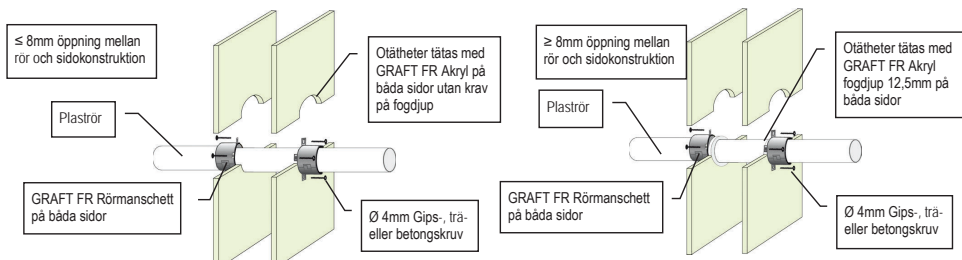 ≤ 8mm öppning mellan
rör och sidokonstruktion
Otätheter tätas med
GRAFT FR Akryl på
båda sidor utan krav
på fogdjup
Plaströr
GRAFT FR Rörmanschett
på båda sidor
Ø 4mm Gips-, trä-
eller betongskruv
≥ 8mm öppning mellan
rör och sidokonstruktion
Otätheter tätas med
GRAFT FR Akryl
fogdjup 12,5mm på
båda sidor
Plaströr
GRAFT FR Rörmanschett
på båda sidor
Ø 4mm Gips-, trä-
eller betongskruv